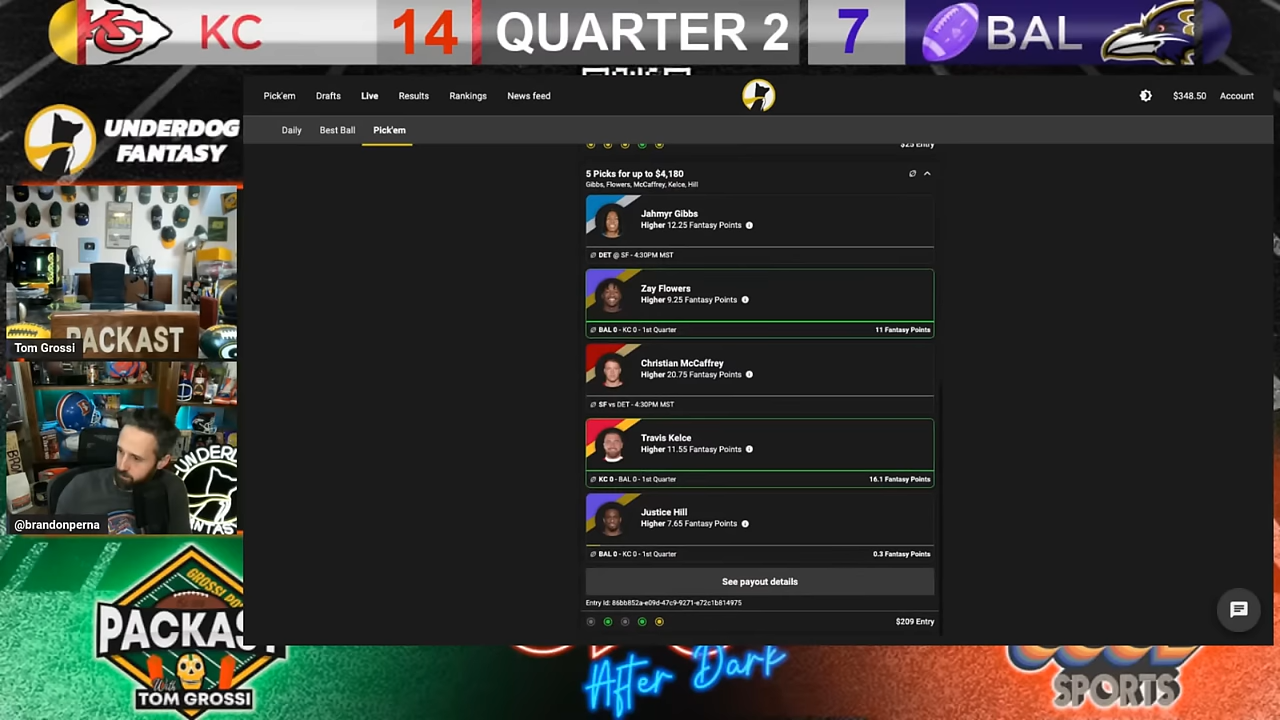 KC 14 QUARTER 2 7 BAL
UNDERDOG
FANTASY
Pick'em Drafts Live Results Rankings News feed $348.50 Account
Daily Best Ball Pick'em
$25 Entry
5 Picks for up to $4,180
Gibbs, Flowers, McCaffrey, Kelce, Hill
Jahmyr Gibbs
Higher 12.25 Fantasy Points
DET @ SF - 4:30PM MST
Zay Flowers
Higher 9.25 Fantasy Points
BAL 0 - KC 0 - 1st Quarter 11 Fantasy Points
Christian McCaffrey
Higher 20.75 Fantasy Points
SF vs DET - 4:30PM MST
Travis Kelce
Higher 11.55 Fantasy Points
KC 0 - BAL 0 - 1st Quarter 16.1 Fantasy Points
Justice Hill
Higher 7.65 Fantasy Points
BAL 0 - KC 0 - 1st Quarter 0.3 Fantasy Points
See payout details
Entry Id: 86bb852a-e09d-47c9-9271-e72c1b814975
$209 Entry
PACKAST
Tom Grossi
@brandonperna
PACKAS
With
TOM GROSSI
After Dark
SPORTS